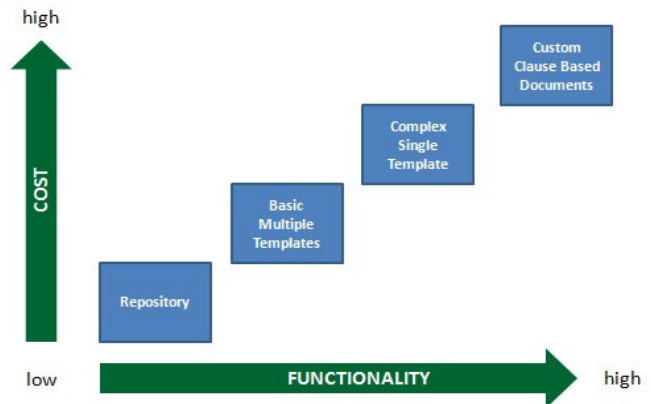 high
Custom
Clause Based
Documents
Complex
Single
Template
COST
Basic
Multiple
Templates
Repository
low
FUNCTIONALITY
high